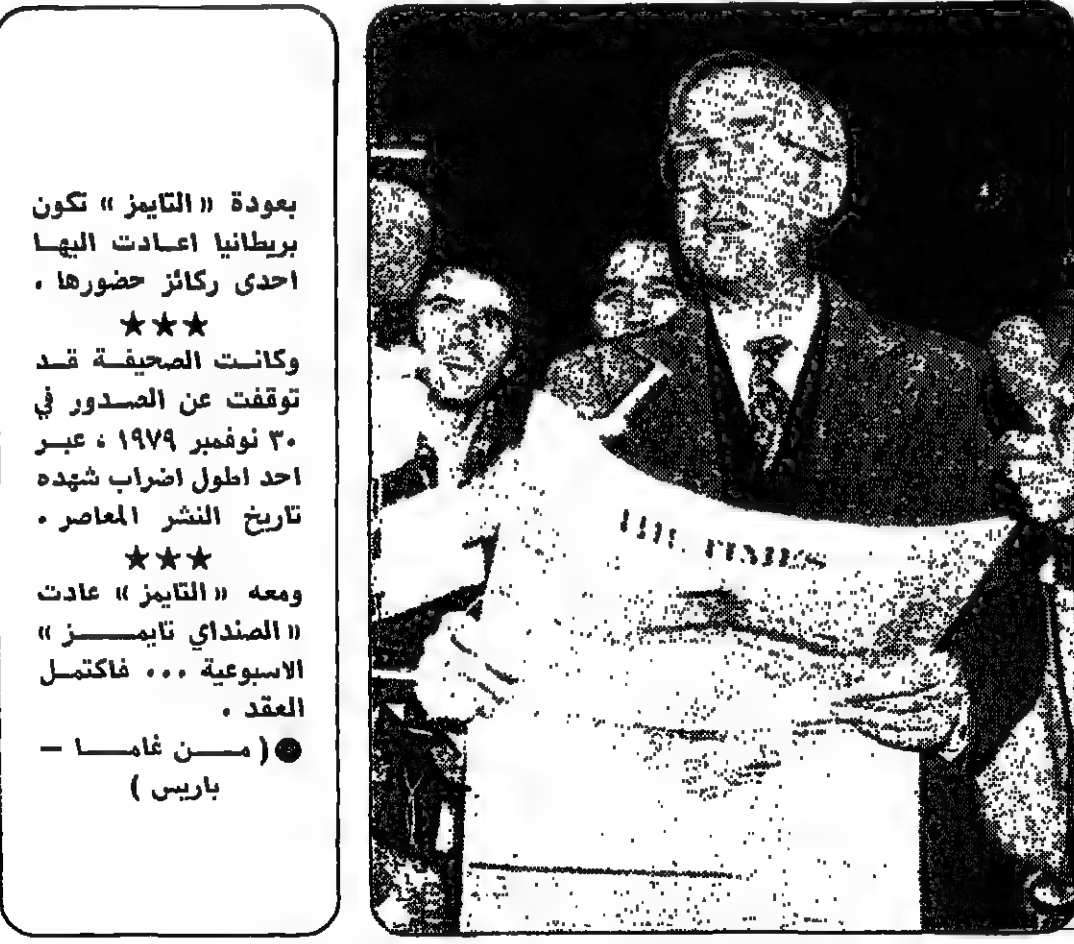 بعودة « التايمز » تكون
بريطانيا اعادت اليها
احدى ركائز حضورها .
★★★
وكانت الصحيفة قد
توقفت عن الصدور في
٣٠ نوفمبر ١٩٧٩ ، عبر
احد اطول اضراب شهده
تاريخ النشر المعاصر .
★★★
ومعه « التايمز » عادت
« الصنداي تايمز »
الاسبوعية ... فاكتمل
العقد .
● ( من غاما —
باريس )
THE TIMES